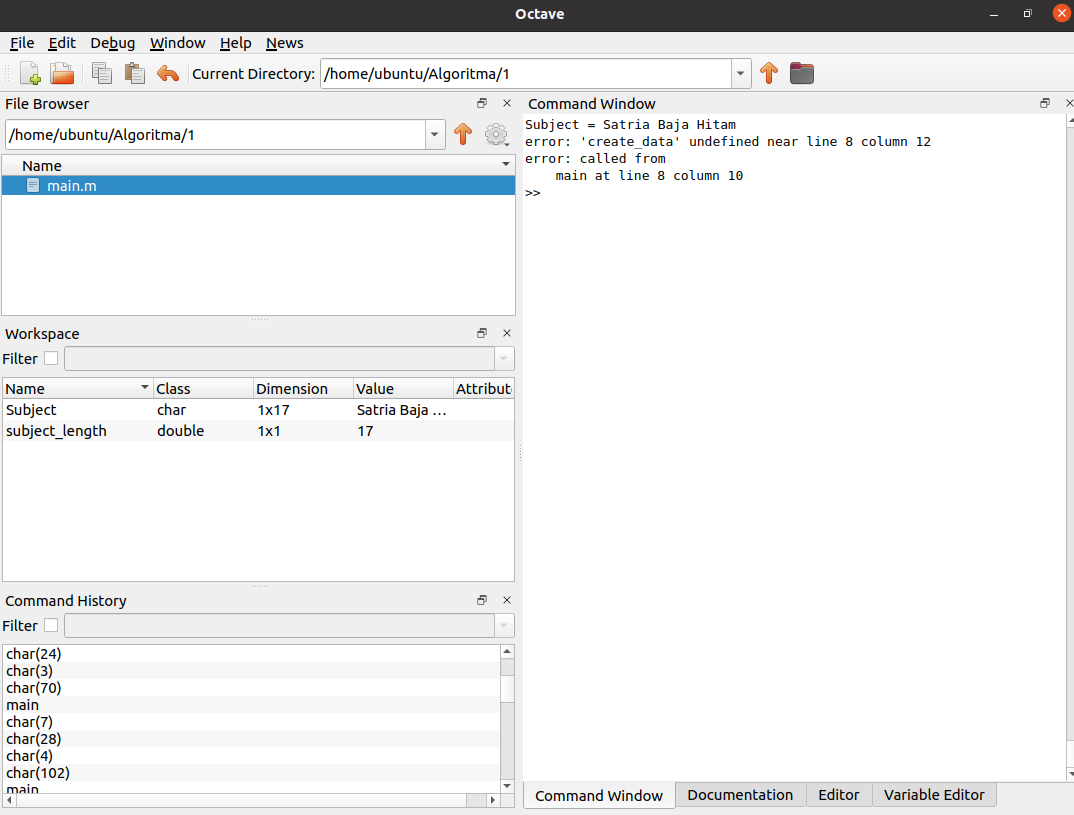 Octave
File Edit Debug Window Help News
Current Directory: /home/ubuntu/Algoritma/1
File Browser
/home/ubuntu/Algoritma/1
Name
main.m
Workspace
Filter
Name Class Dimension Value Attribut
Subject char 1x17 Satria Baja ...
subject_length double 1x1 17
Command History
Filter
char(24)
char(3)
char(70)
main
char(7)
char(28)
char(4)
char(102)
main
Command Window
Subject = Satria Baja Hitam
error: 'create_data' undefined near line 8 column 12
error: called from
    main at line 8 column 10
>>
Command Window Documentation Editor Variable Editor